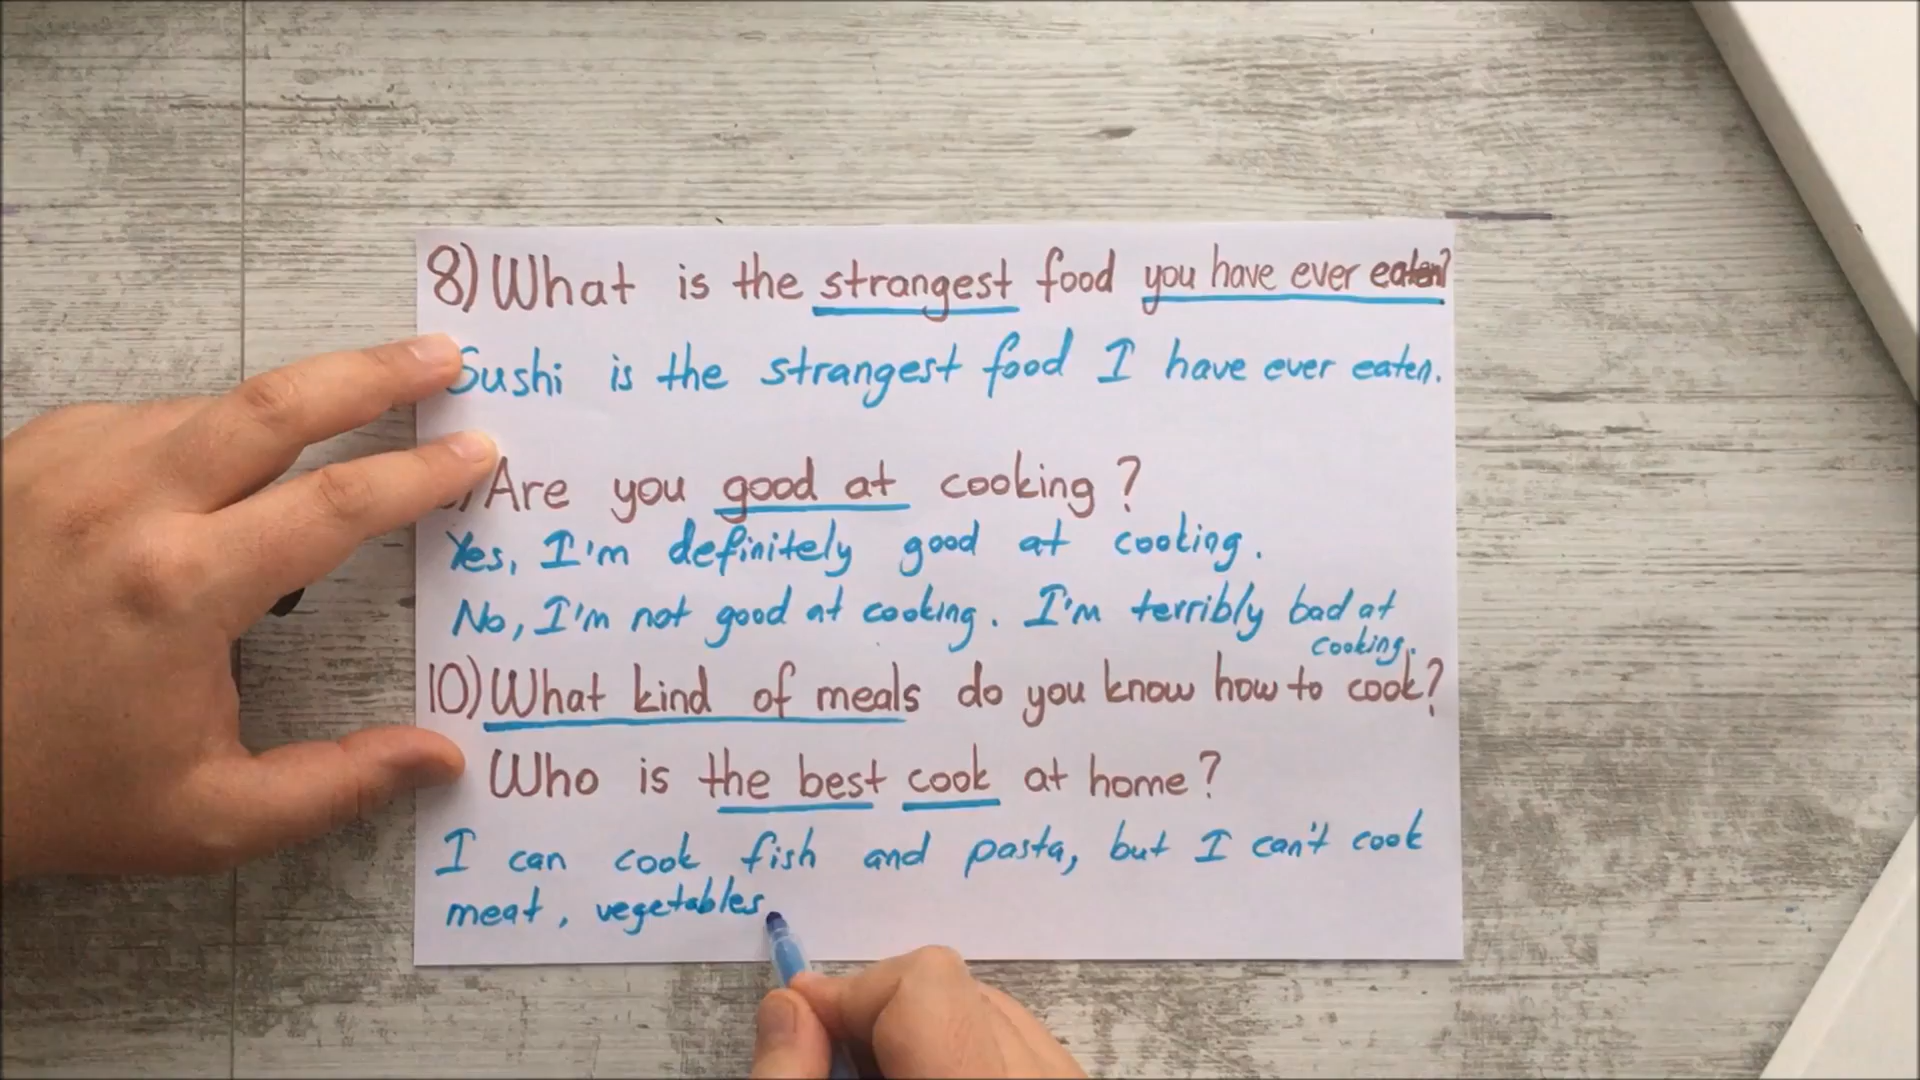 8) What is the strangest food you have ever eaten?
Sushi is the strangest food I have ever eaten.
) Are you good at cooking?
Yes, I'm definitely good at cooking.
No, I'm not good at cooking. I'm terribly bad at
cooking.
10) What kind of meals do you know how to cook?
Who is the best cook at home?
I can cook fish and pasta, but I can't cook
meat, vegetables